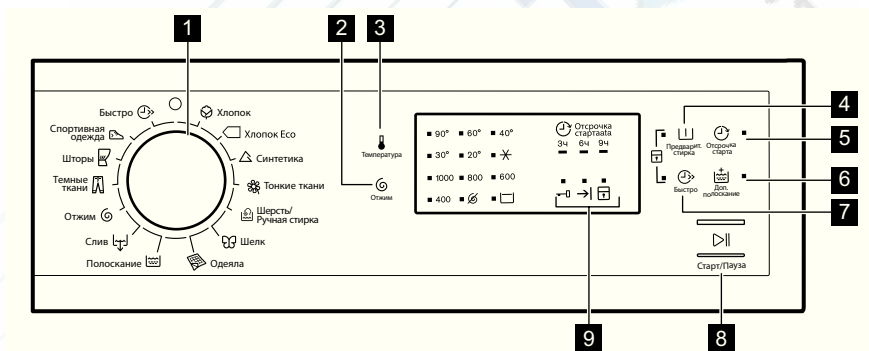 1
2
3
4
5
6
7
8
9
Быстро
Хлопок
Спортивная
одежда
Хлопок Eco
Шторы
Синтетика
Темные
ткани
Тонкие ткани
Отжим
Шерсть/
Ручная стирка
Слив
Шелк
Полоскание
Одеяла
Температура
Отжим
90° 60° 40°
30° 20°
1000 800 600
400
Отсрочка
стартаata
3ч 6ч 9ч
Предварит.
стирка
Отсрочка
старта
Быстро
Доп.
полоскание
Старт/Пауза